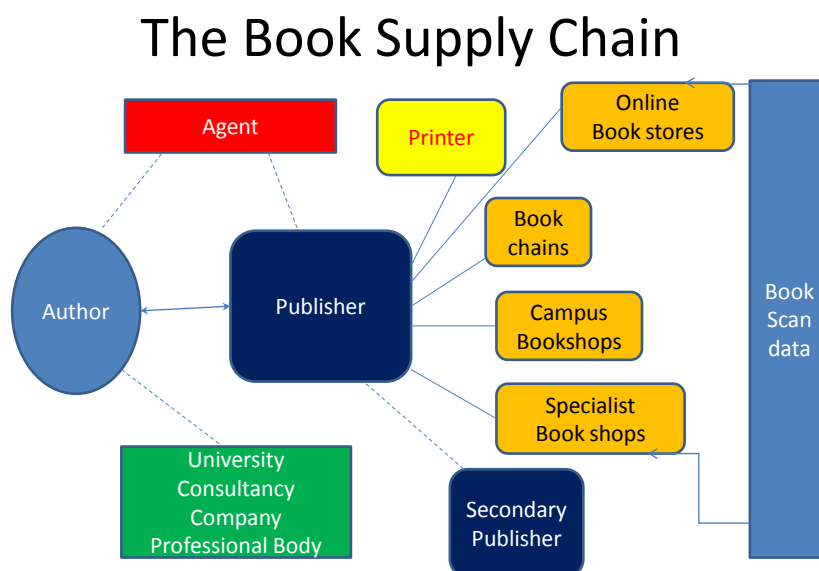 The Book Supply Chain
Agent
Printer
Online
Book stores
Book
chains
Author
Publisher
Campus
Bookshops
Book
Scan
data
Specialist
Book shops
University
Consultancy
Company
Professional Body
Secondary
Publisher